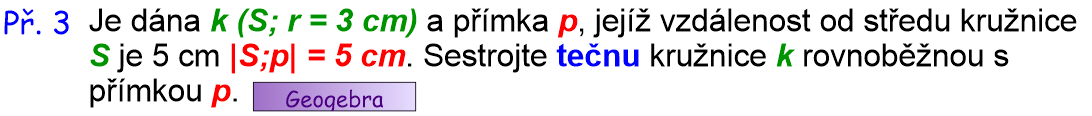 Př. 3 Je dána k (S; r = 3 cm) a přímka p, jejíž vzdálenost od středu kružnice
S je 5 cm |S;p| = 5 cm. Sestrojte tečnu kružnice k rovnoběžnou s
přímkou p. Geogebra